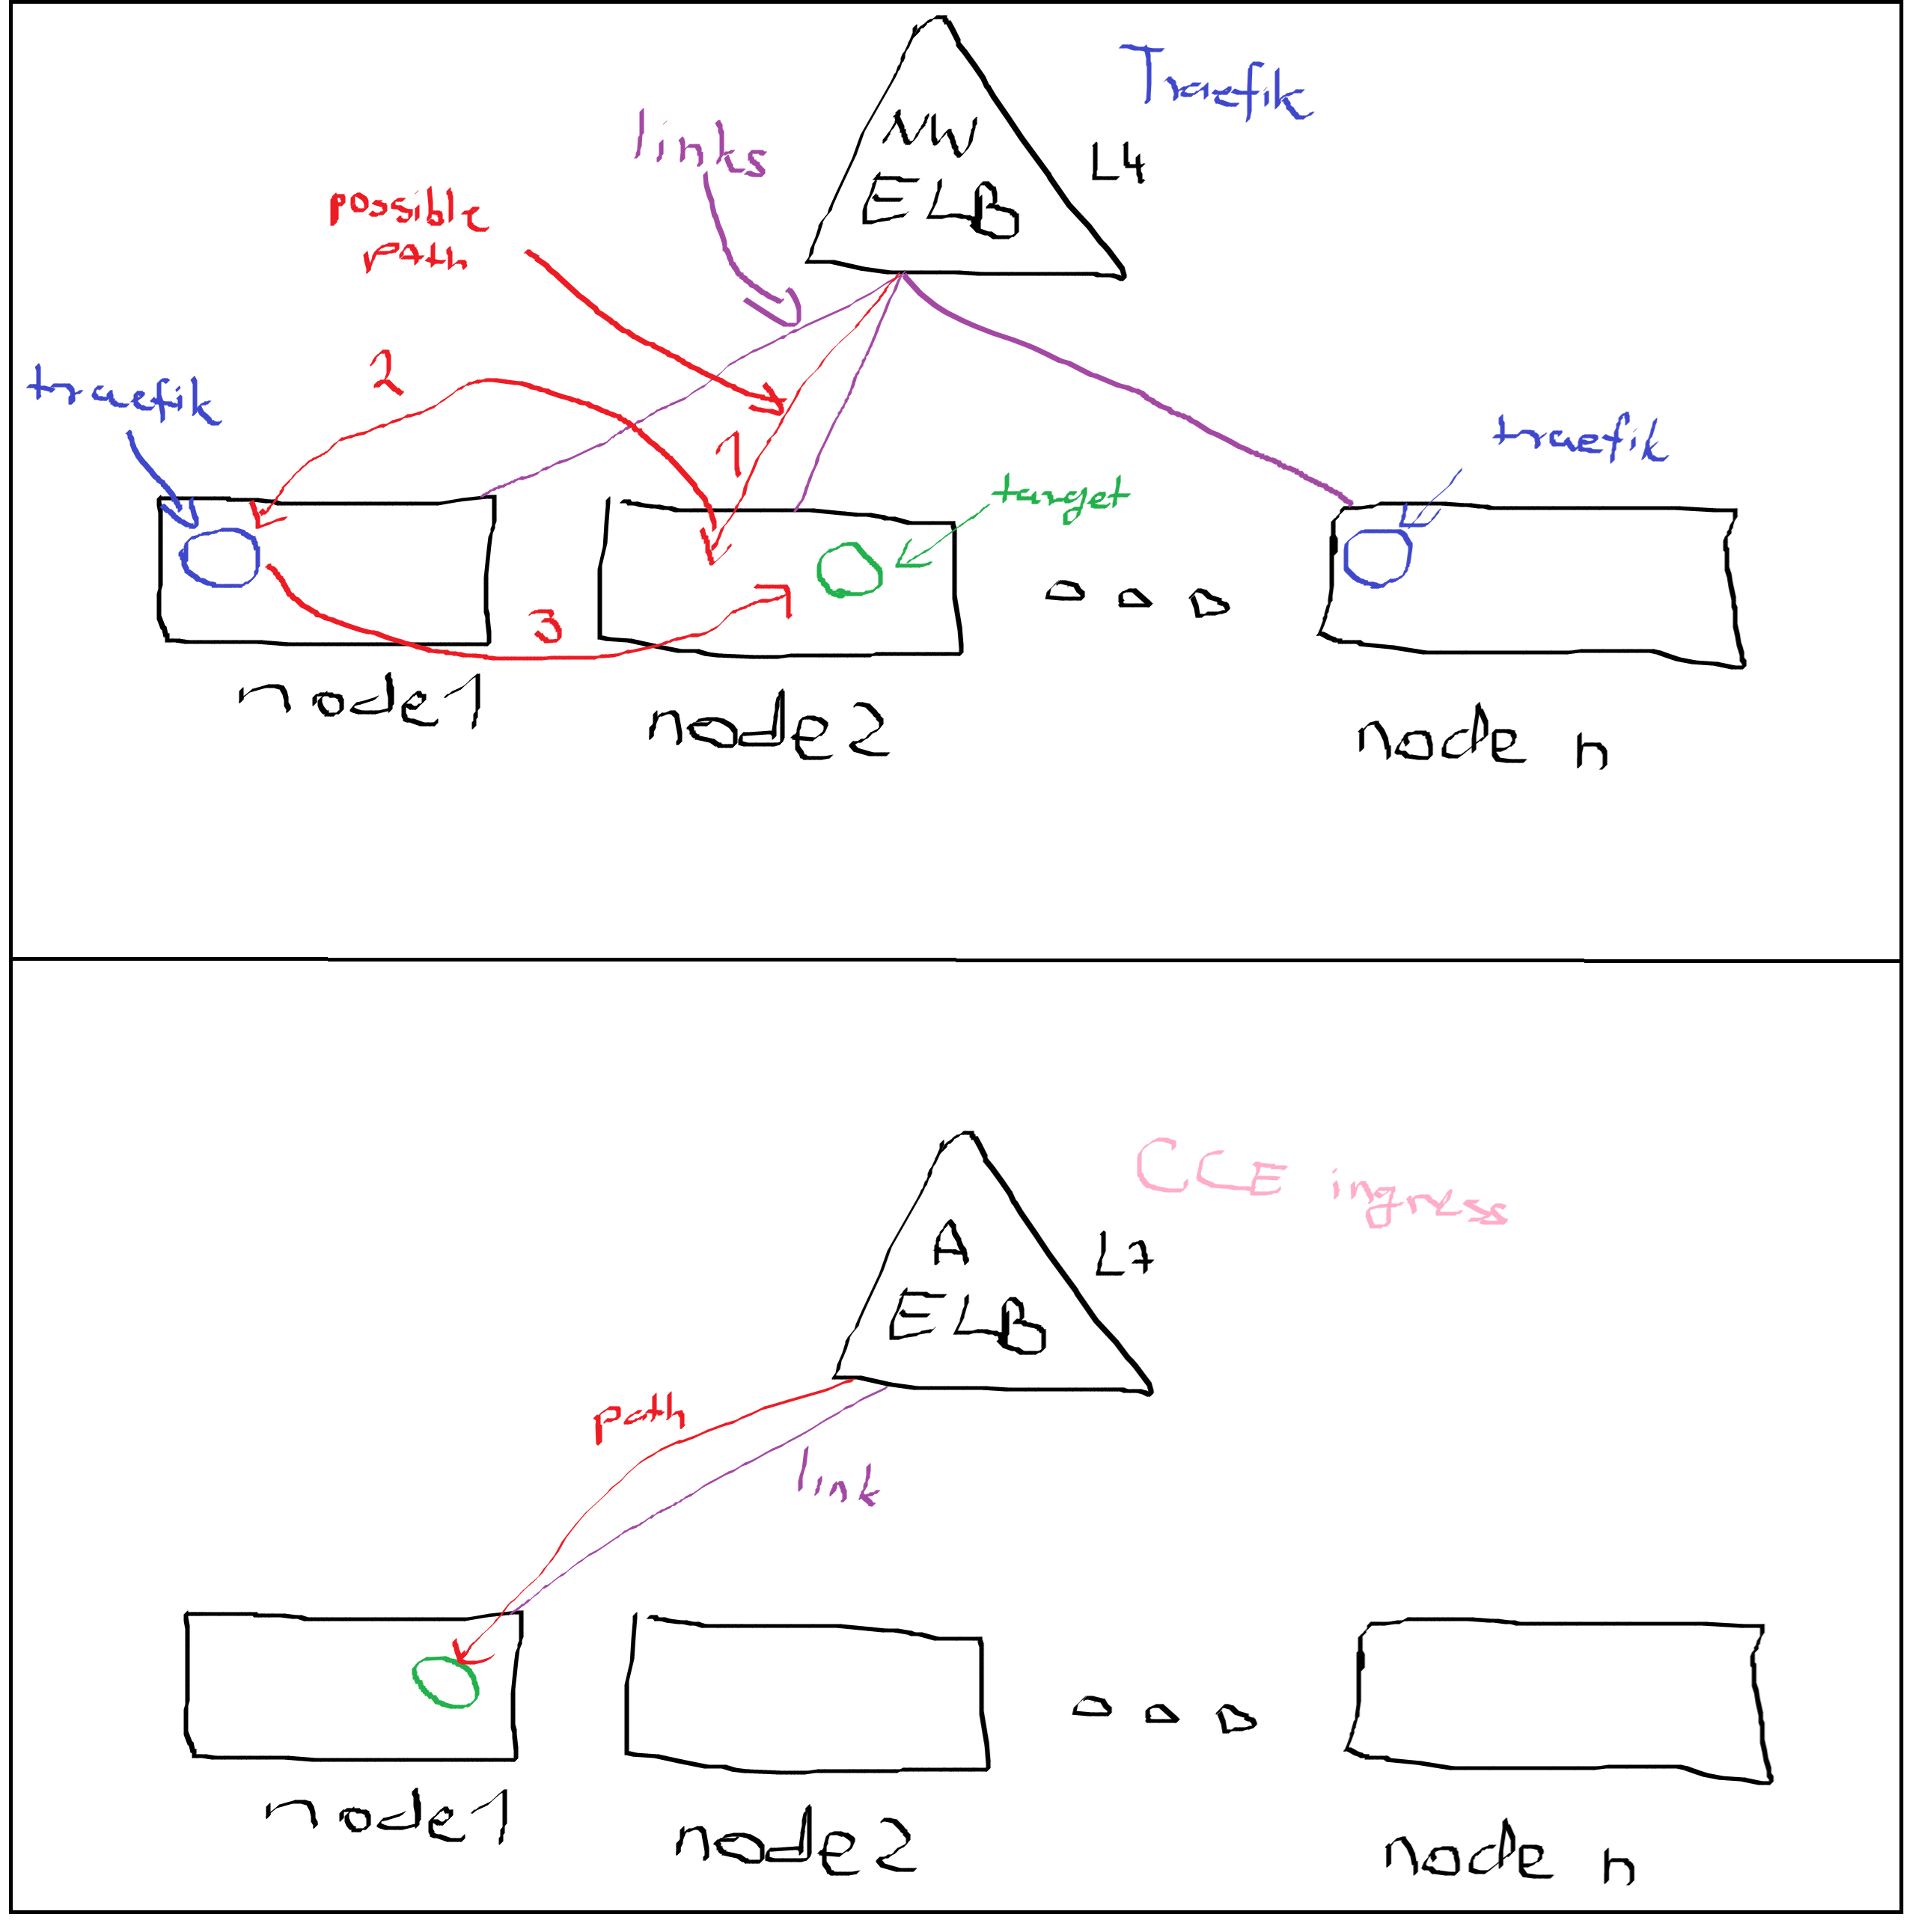 Traefik
NW
ELB
L4
links
possible
path
2
1
traefik
traefik
target
3
node1
node2
node n
CCE ingress
A
ELB
L7
path
link
node1
node2
node n